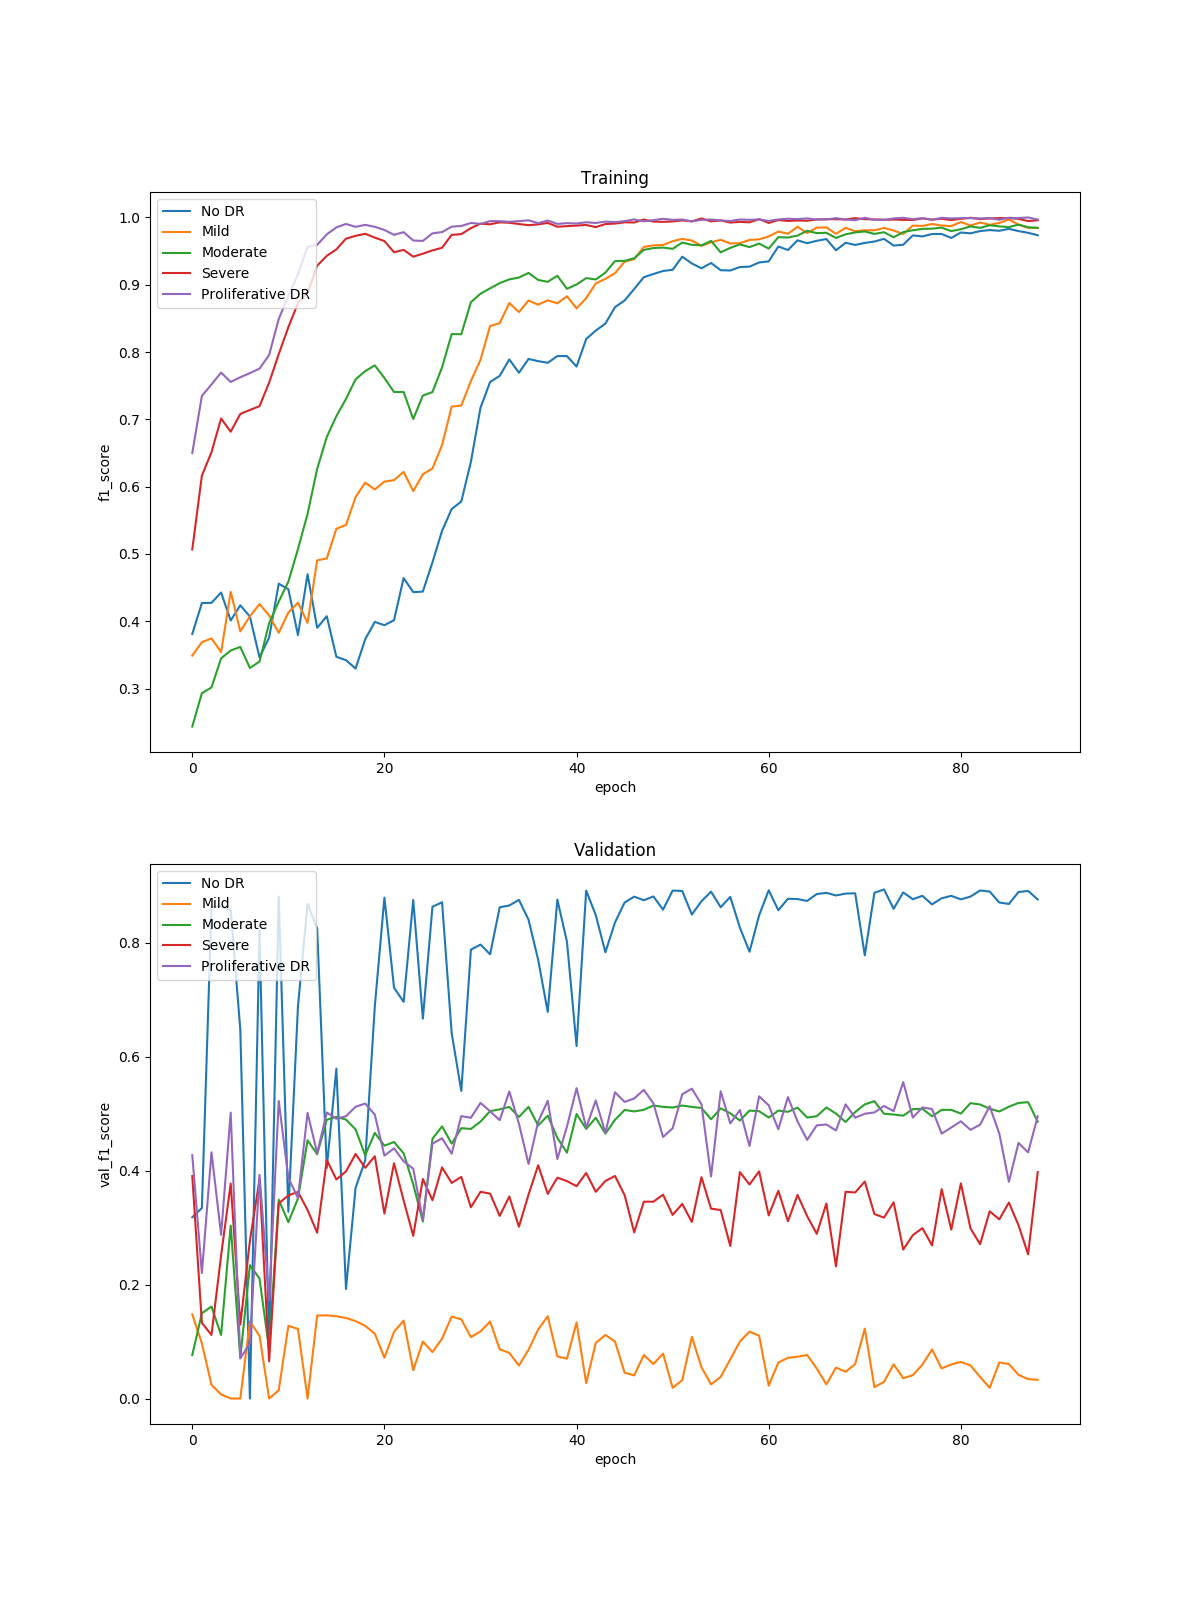 Training
No DR
Mild
Moderate
Severe
Proliferative DR
1.0
0.9
0.8
0.7
0.6
0.5
0.4
0.3
f1_score
0
20
40
60
80
epoch
Validation
No DR
Mild
Moderate
Severe
Proliferative DR
0.8
0.6
0.4
0.2
0.0
val_f1_score
0
20
40
60
80
epoch